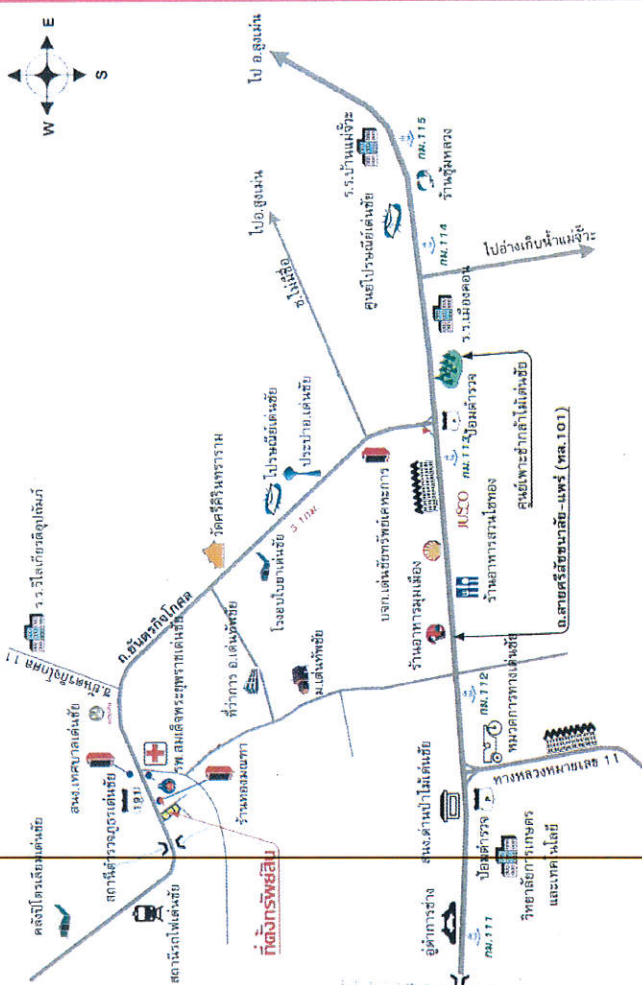 E
S
W
ไป อ.สูงเม่น
ไปอ.สูงเม่น
ร.ร.บ้านแม่จั๊วะ
กม.115
ร้านซุ้มหลวง
ศูนย์ไปรษณีย์เด่นชัย
กม.114
ไปอ่างเก็บน้ำแม่จั๊วะ
ร.ร.เมืองคอน
ศูนย์เพาะชำกล้าไม้เด่นชัย
ป้อมตำรวจ
กม.113
JUSCO
ร้านอาหารสวนไฮทอง
ถ.สายศรีสัชชนาลัย-แพร่ (ทล.101)
บจก.เด่นชัยทรัพย์เคหะการ
ร้านอาหารมุมเมือง
ไปรษณีย์เด่นชัย
ประปาอ.เด่นชัย
3.1กม.
วัดศรีคิรินทราราม
โรงอบใบยาเด่นชัย
ร.ร.วิไลเกียรติอุปถัมภ์
ถ.ยันตรกิจโกศล
ซ.ยันตรกิจโกศล 11
ที่ว่าการ อ.เด่นชัย
ม.เด่นทัพชัย
รพ.สมเด็จพระยุพราชเด่นชัย
สนง.เทศบาลเด่นชัย
ร้านทองมณฑา
สถานีตำรวจภูธรเด่นชัย
ที่ตั้งทรัพย์สิน
คลังปิโตรเลียมเด่นชัย
สถานีรถไฟเด่นชัย
กม.112
หมวดการทางเด่นชัย
ทางหลวงหมายเลข 11
สนง.ด่านป่าไม้เด่นชัย
ป้อมตำรวจ
วิทยาลัยการเกษตร
และเทคโนโลยี
อู่ดำการช่าง
กม.111